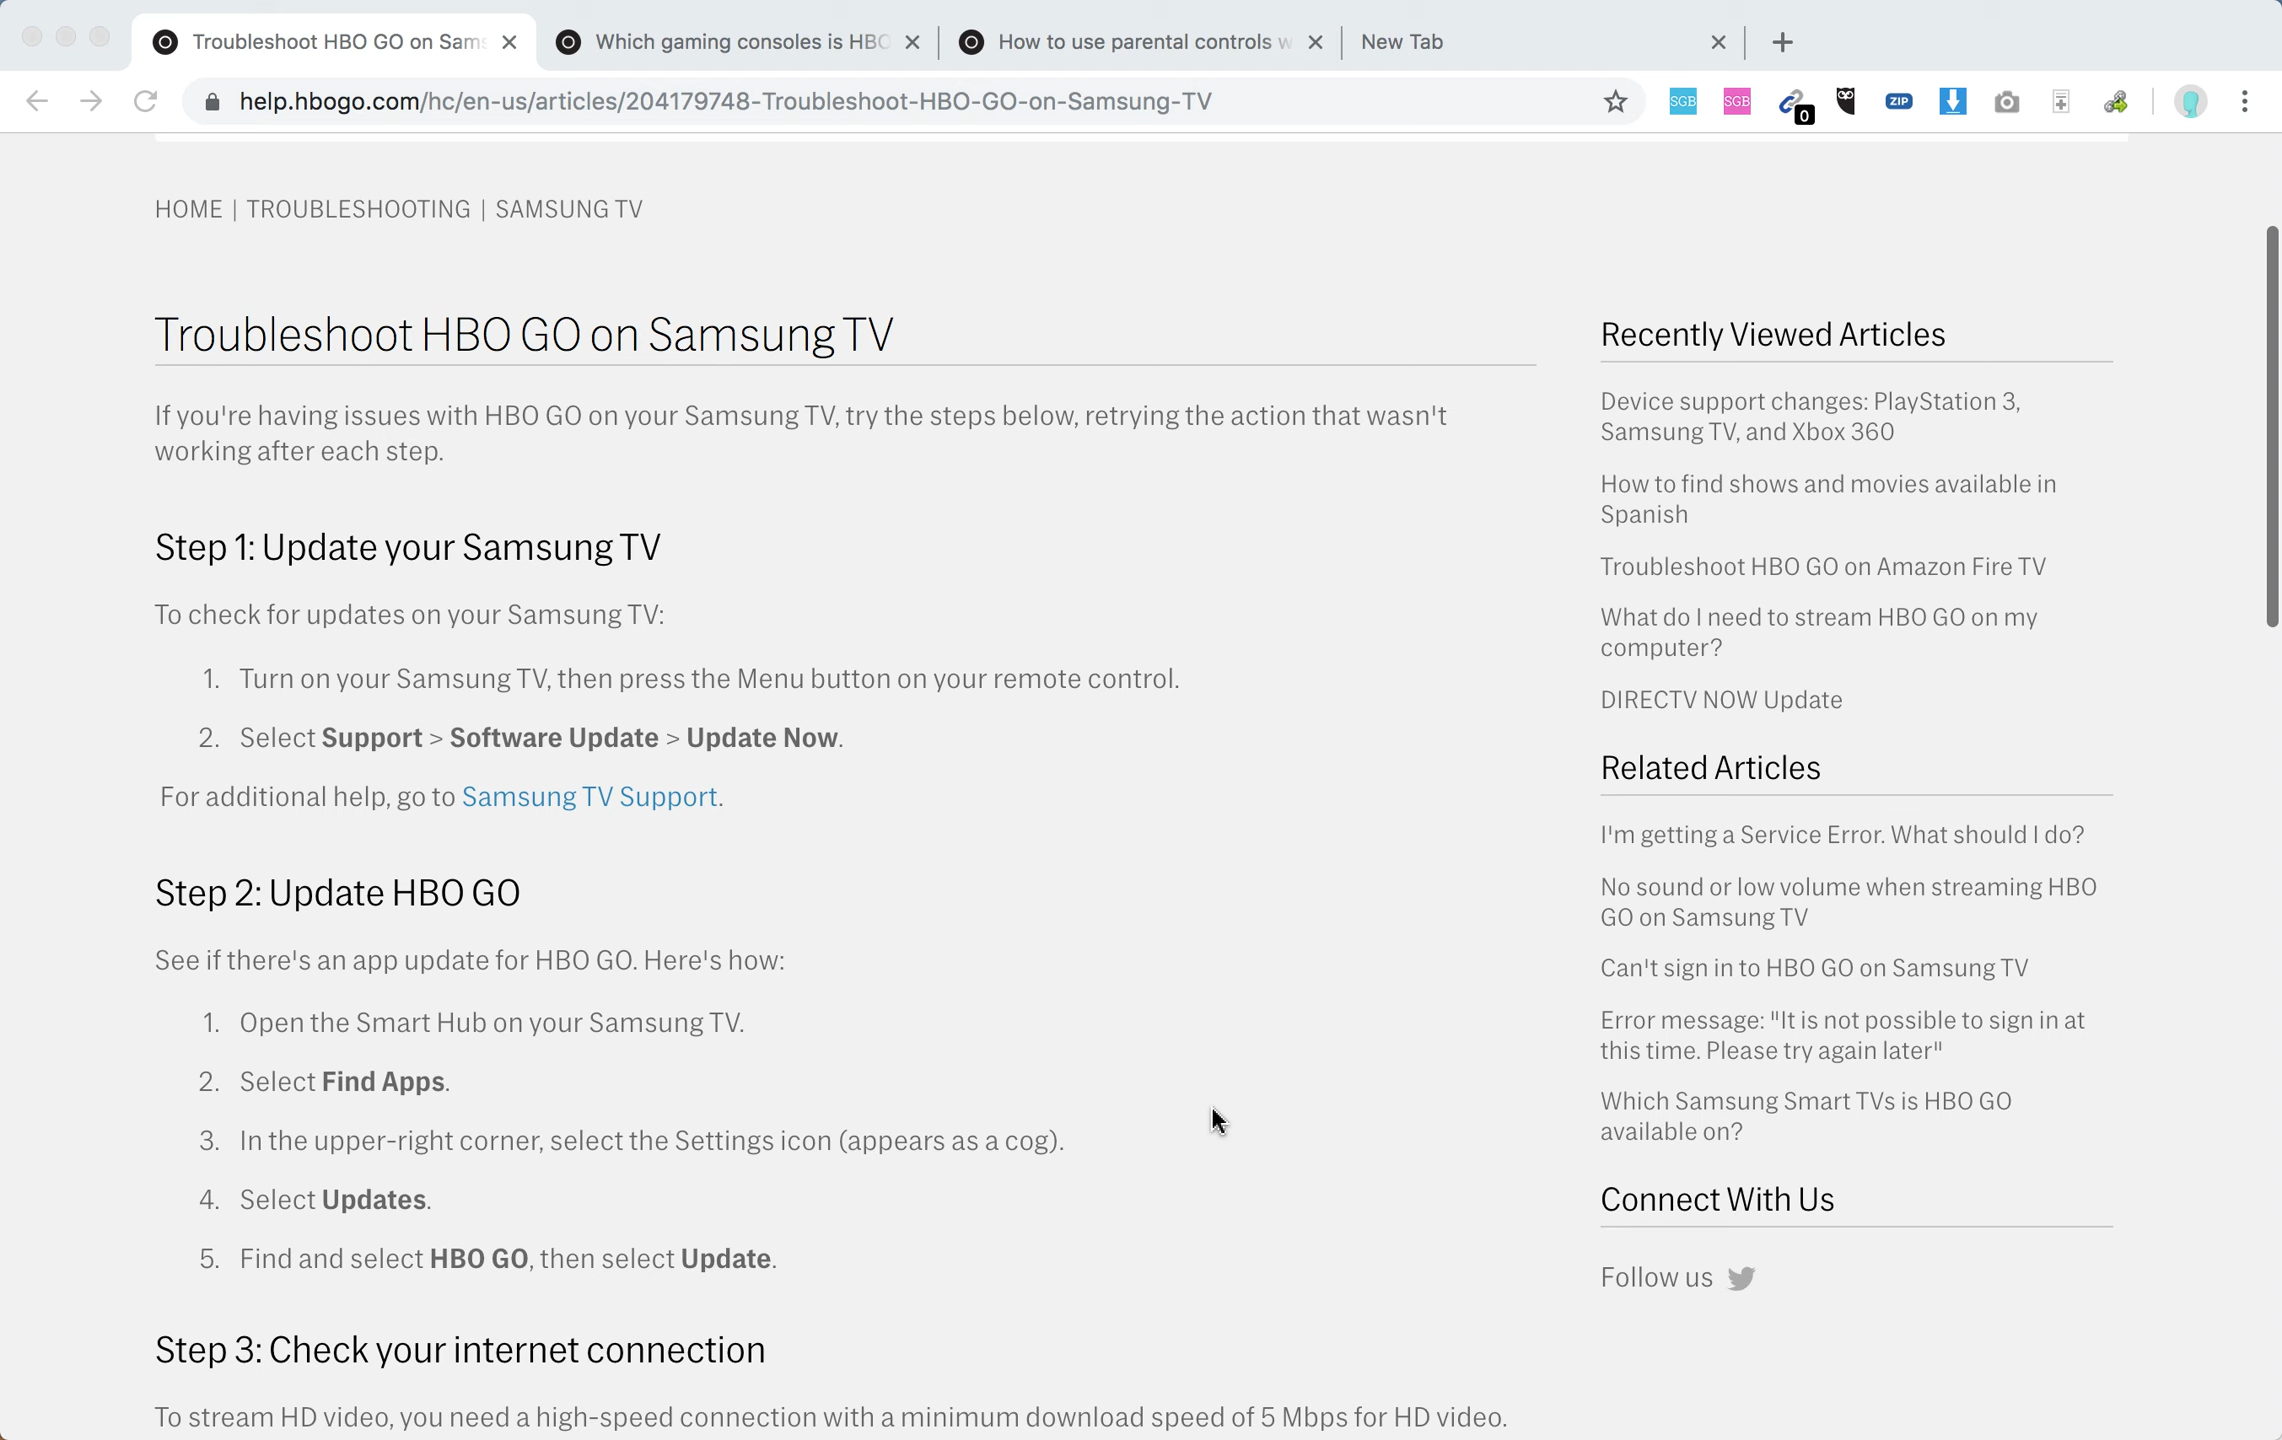 Troubleshoot HBO GO on Sams
Which gaming consoles is HBO
How to use parental controls w
New Tab
help.hbogo.com/hc/en-us/articles/204179748-Troubleshoot-HBO-GO-on-Samsung-TV
SGB
SGB
0
ZIP
HOME | TROUBLESHOOTING | SAMSUNG TV
Troubleshoot HBO GO on Samsung TV
If you're having issues with HBO GO on your Samsung TV, try the steps below, retrying the action that wasn't
working after each step.
Step 1: Update your Samsung TV
To check for updates on your Samsung TV:
1. Turn on your Samsung TV, then press the Menu button on your remote control.
2. Select Support > Software Update > Update Now.
For additional help, go to Samsung TV Support.
Step 2: Update HBO GO
See if there's an app update for HBO GO. Here's how:
1. Open the Smart Hub on your Samsung TV.
2. Select Find Apps.
3. In the upper-right corner, select the Settings icon (appears as a cog).
4. Select Updates.
5. Find and select HBO GO, then select Update.
Step 3: Check your internet connection
To stream HD video, you need a high-speed connection with a minimum download speed of 5 Mbps for HD video.
Recently Viewed Articles
Device support changes: PlayStation 3,
Samsung TV, and Xbox 360
How to find shows and movies available in
Spanish
Troubleshoot HBO GO on Amazon Fire TV
What do I need to stream HBO GO on my
computer?
DIRECTV NOW Update
Related Articles
I'm getting a Service Error. What should I do?
No sound or low volume when streaming HBO
GO on Samsung TV
Can't sign in to HBO GO on Samsung TV
Error message: "It is not possible to sign in at
this time. Please try again later"
Which Samsung Smart TVs is HBO GO
available on?
Connect With Us
Follow us